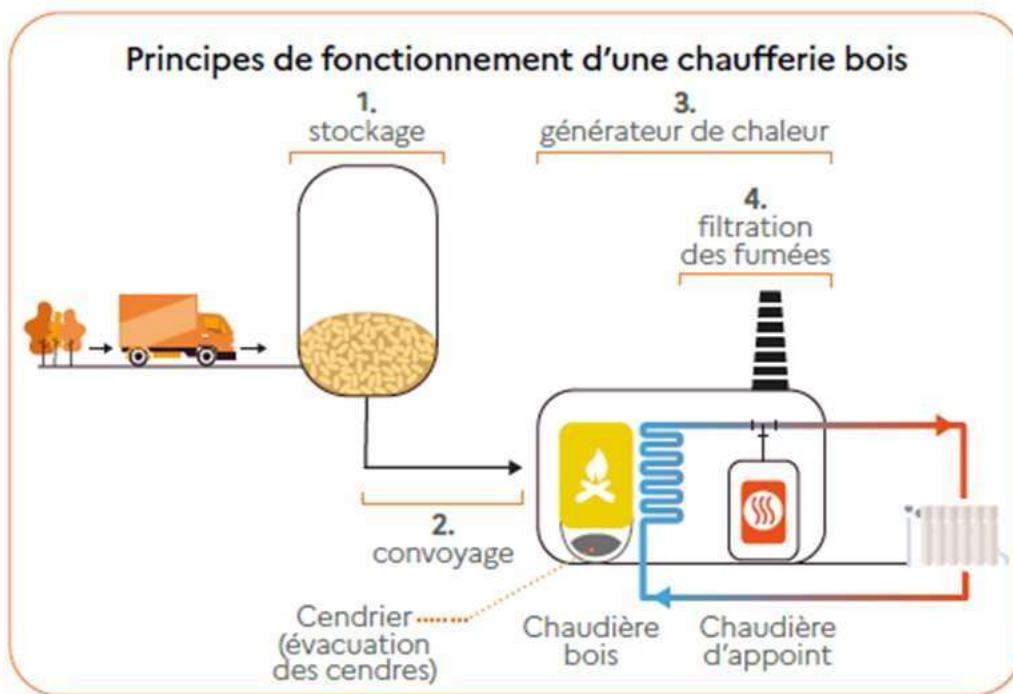 Principes de fonctionnement d'une chaufferie bois
1.
stockage
3.
générateur de chaleur
4.
filtration
des fumées
2.
convoyage
Cendrier
(évacuation
des cendres)
Chaudière
bois
Chaudière
d'appoint